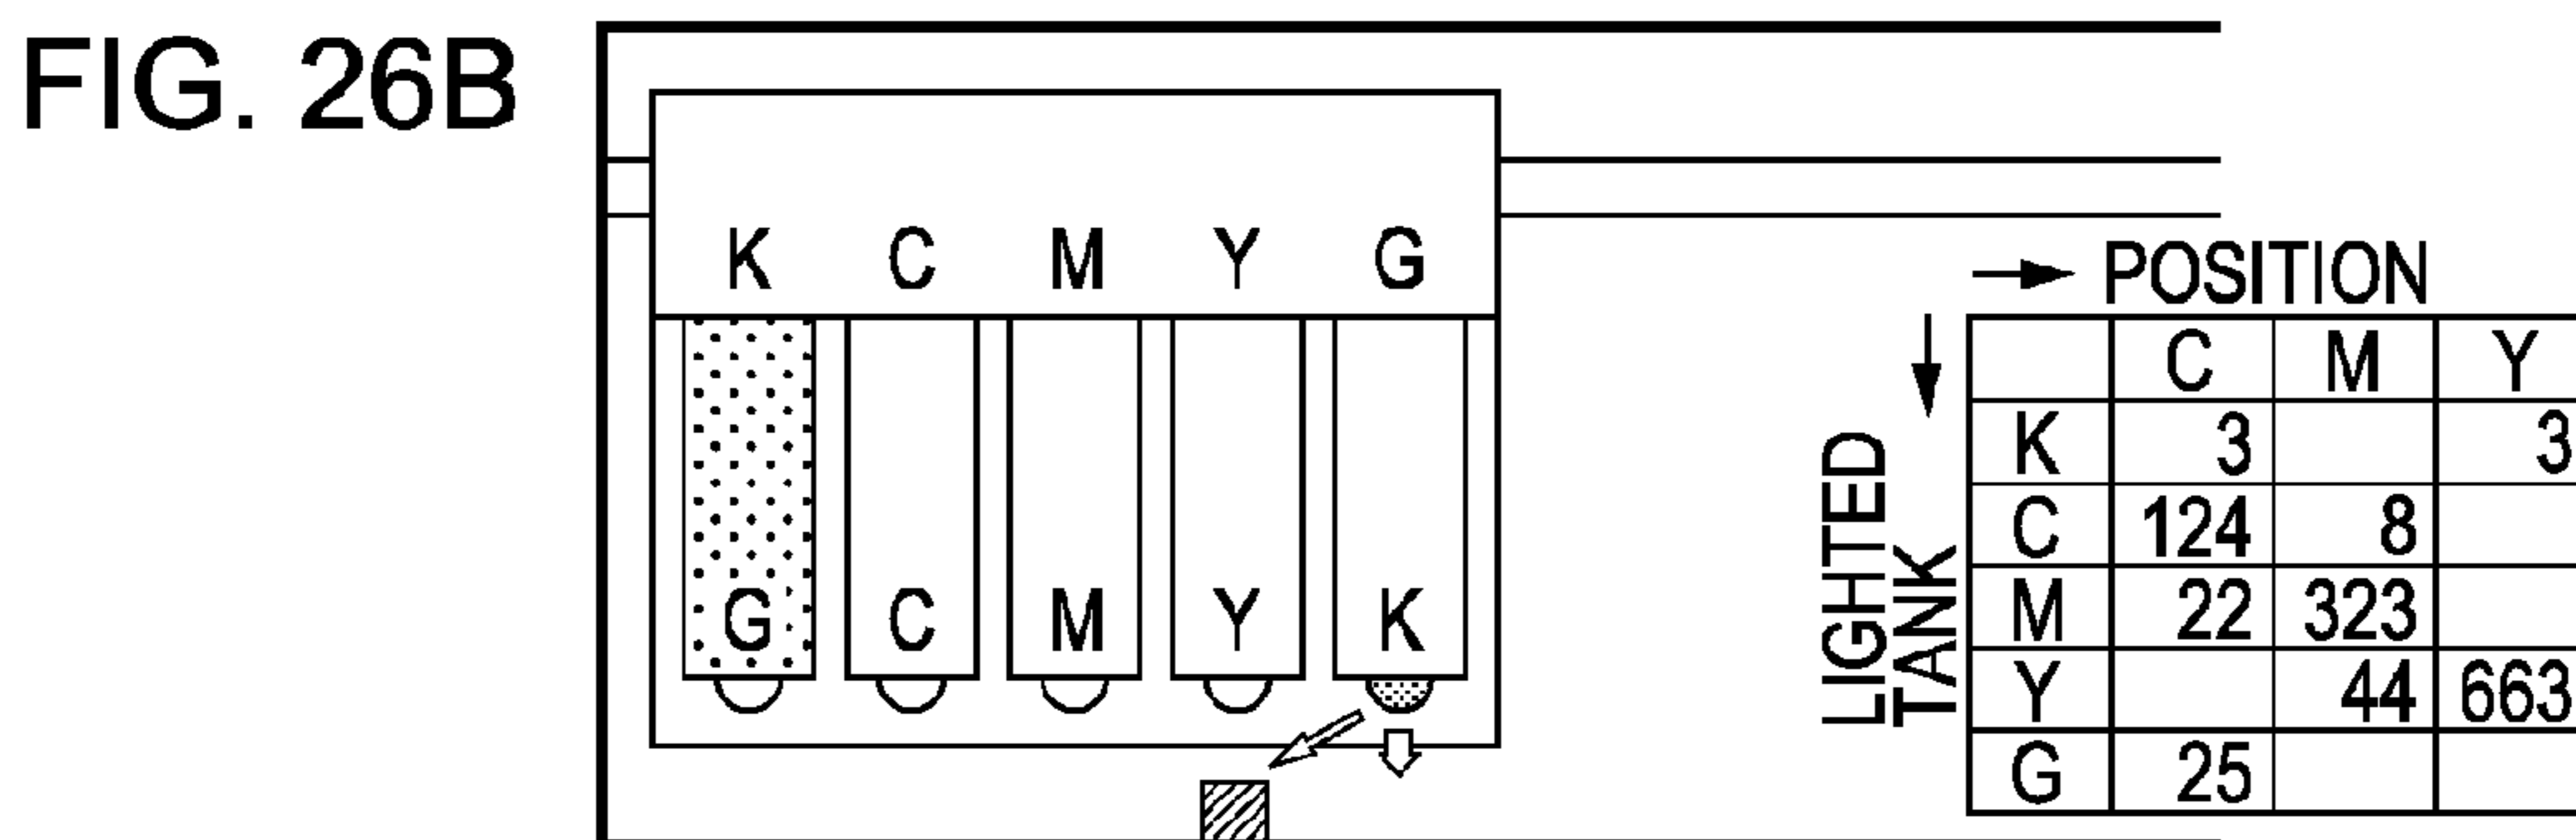 FIG. 26B
K C M Y G
G C M Y K
POSITION
LIGHTED
TANK
C M Y
K 3 3
C 124 8
M 22 323
Y 44 663
G 25